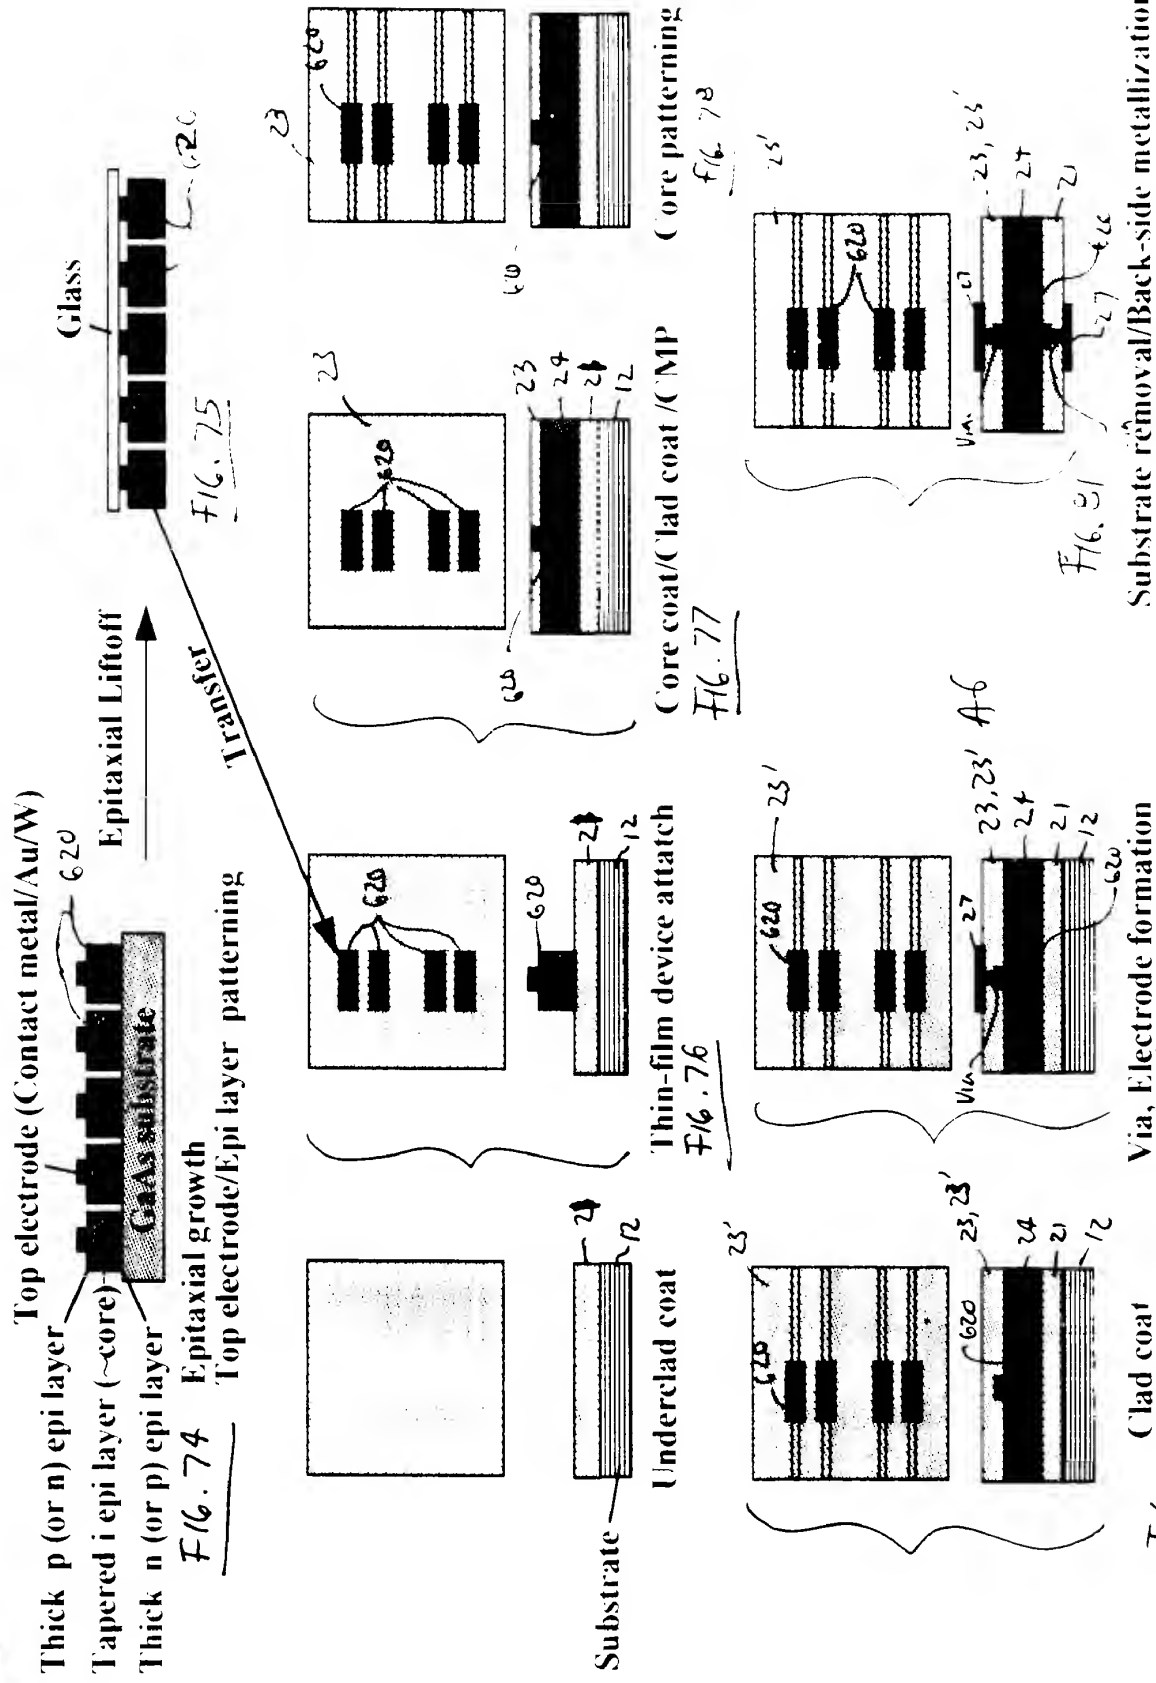 Top electrode (Contact metal/Au/W)
Thick p (or n) epi layer
Tapered i epi layer (~core)
Thick n (or p) epi layer
620
GaAs substrate
FIG. 74
Epitaxial growth
Top electrode/Epi layer patterning
Epitaxial Liftoff
Glass
FIG. 75
Transfer
21
12
Substrate
Underclad coat
620
620
21
12
Thin-film device attatch
FIG. 76
23
620
620
23
24
21
12
Core coat/Clad coat /CMP
FIG. 77
23
620
Core patterning
FIG. 78
23'
620
620
23, 23'
24
21
12
Clad coat
23'
620
Via
27
23, 23'
24
21
12
620
A6
Via, Electrode formation
620
Via
27
23, 23'
24
21
27
FIG. 81
Substrate removal/Back-side metallization